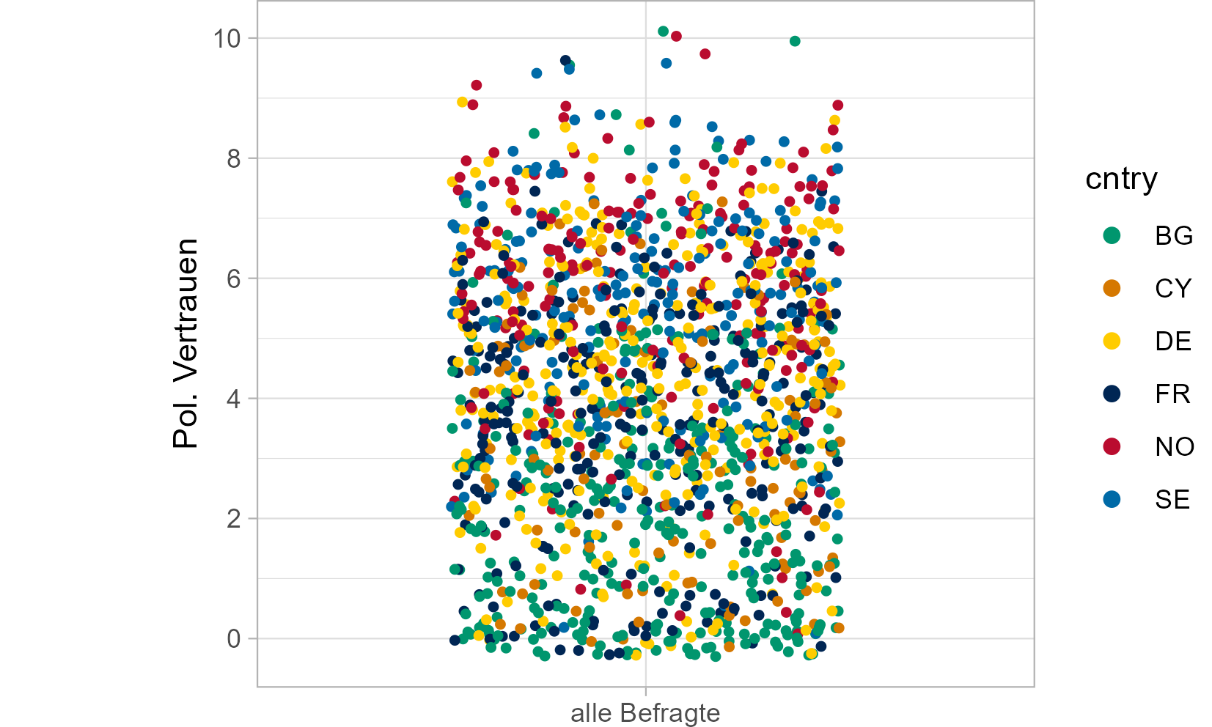 10
8
6
4
2
0
Pol. Vertrauen
alle Befragte
cntry
BG
CY
DE
FR
NO
SE